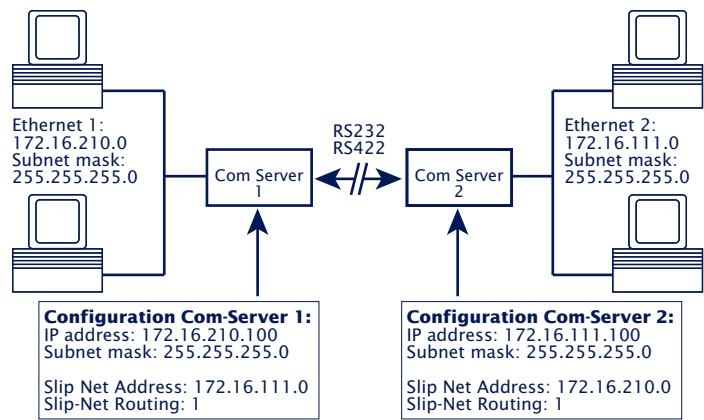 Ethernet 1:
172.16.210.0
Subnet mask:
255.255.255.0
RS232
RS422
Ethernet 2:
172.16.111.0
Subnet mask:
255.255.255.0
Com Server
1
Com Server
2
Configuration Com-Server 1:
IP address: 172.16.210.100
Subnet mask: 255.255.255.0
Slip Net Address: 172.16.111.0
Slip-Net Routing: 1
Configuration Com-Server 2:
IP address: 172.16.111.100
Subnet mask: 255.255.255.0
Slip Net Address: 172.16.210.0
Slip-Net Routing: 1